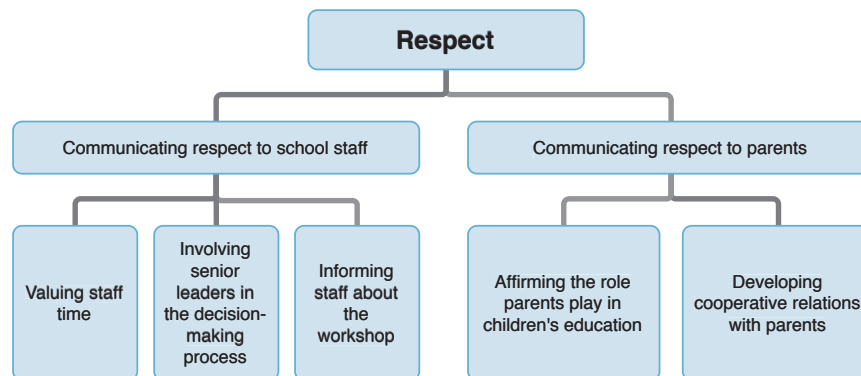 Respect
Communicating respect to school staff
Communicating respect to parents
Valuing staff
time
Involving
senior
leaders in
the decision-
making
process
Informing
staff about
the
workshop
Affirming the role
parents play in
children's education
Developing
cooperative relations
with parents